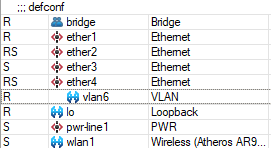 ;;; defconf
R bridge Bridge
R ether1 Ethernet
RS ether2 Ethernet
S ether3 Ethernet
RS ether4 Ethernet
R vlan6 VLAN
R lo Loopback
S pwr-line1 PWR
S wlan1 Wireless (Atheros AR9...